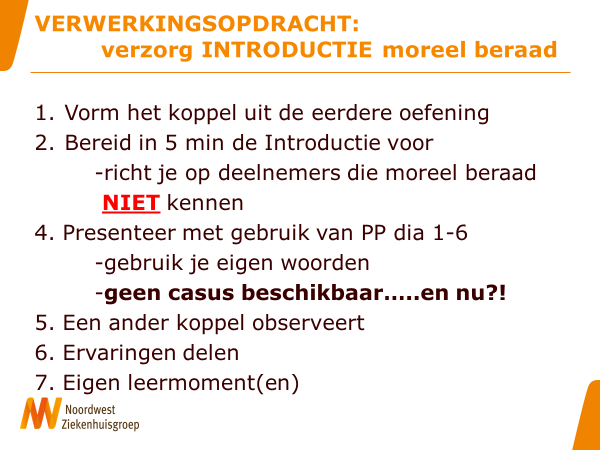 VERWERKINGSOPDRACHT:
verzorg INTRODUCTIE moreel beraad
1. Vorm het koppel uit de eerdere oefening
2. Bereid in 5 min de Introductie voor
-richt je op deelnemers die moreel beraad
NIET kennen
4. Presenteer met gebruik van PP dia 1-6
-gebruik je eigen woorden
-geen casus beschikbaar.....en nu?!
5. Een ander koppel observeert
6. Ervaringen delen
7. Eigen leermoment(en)
Noordwest
Ziekenhuisgroep